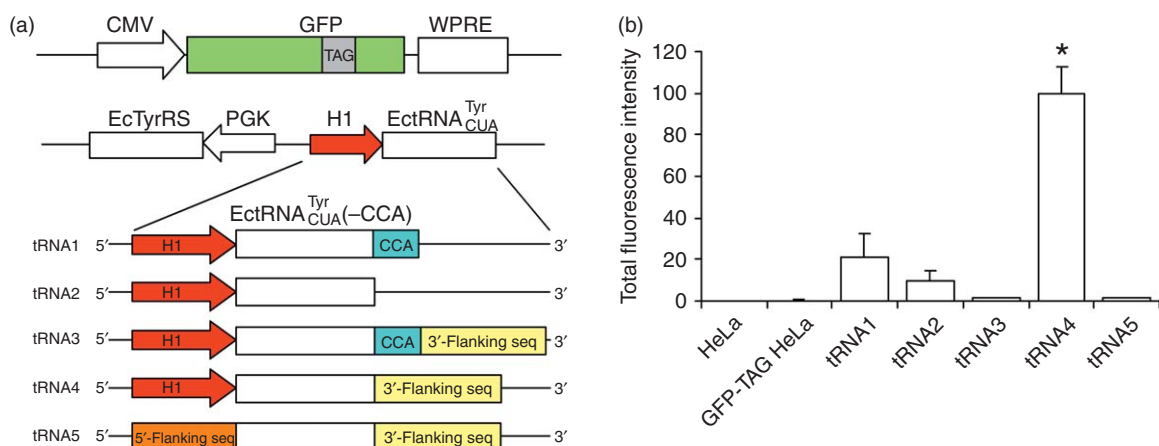 (a)
CMV GFP WPRE
TAG
EcTyrRS PGK H1 EctRNA Tyr CUA
EctRNA Tyr CUA (–CCA)
tRNA1 5′ H1 CCA 3′
tRNA2 5′ H1 3′
tRNA3 5′ H1 CCA 3′-Flanking seq 3′
tRNA4 5′ H1 3′-Flanking seq 3′
tRNA5 5′ 5′-Flanking seq 3′-Flanking seq 3′
(b)
Total fluorescence intensity
120
100
80
60
40
20
0
*
HeLa
GFP-TAG HeLa
tRNA1
tRNA2
tRNA3
tRNA4
tRNA5